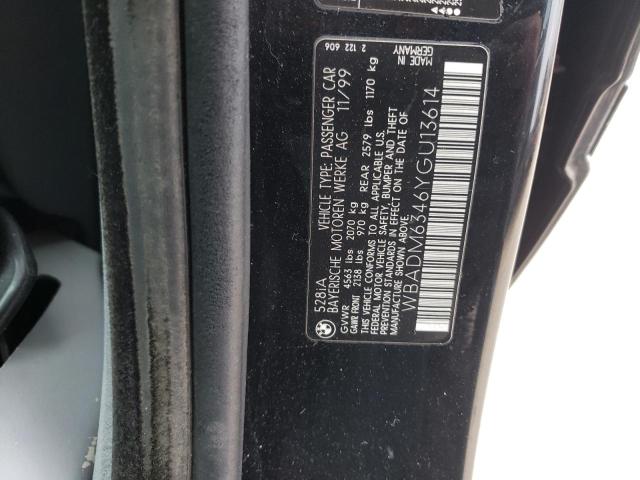 528iA VEHICLE TYPE: PASSENGER CAR 2 122 606
BAYERISCHE MOTOREN WERKE AG 11/99
GVWR 4563 lbs 2070 kg
GAWR FRONT 2138 lbs 970 kg REAR 2579 lbs 1170 kg
THIS VEHICLE CONFORMS TO ALL APPLICABLE U.S.
FEDERAL MOTOR VEHICLE SAFETY, BUMPER AND THEFT
PREVENTION STANDARDS IN EFFECT ON THE DATE OF
MANUFACTURE SHOWN ABOVE.
MADE IN
GERMANY
WBADM6346YGU13614